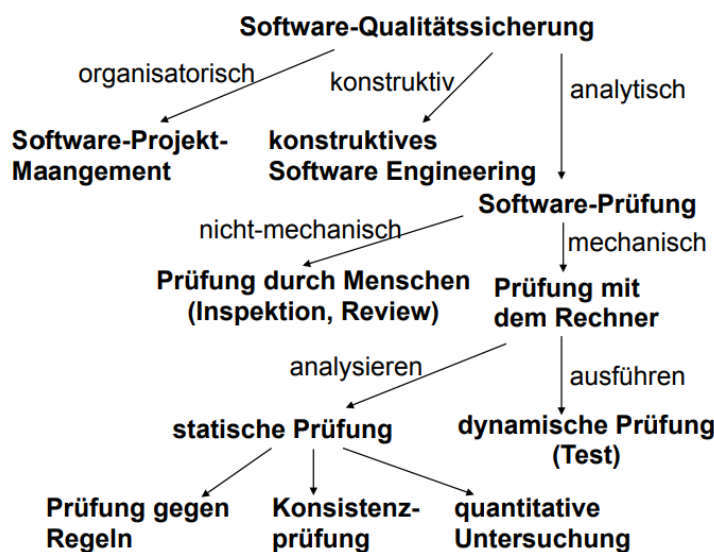 Software-Qualitätssicherung
organisatorisch
konstruktiv
analytisch
Software-Projekt-
Maangement
konstruktives
Software Engineering
Software-Prüfung
nicht-mechanisch
mechanisch
Prüfung durch Menschen
(Inspektion, Review)
Prüfung mit
dem Rechner
analysieren
ausführen
statische Prüfung
dynamische Prüfung
(Test)
Prüfung gegen
Regeln
Konsistenz-
prüfung
quantitative
Untersuchung